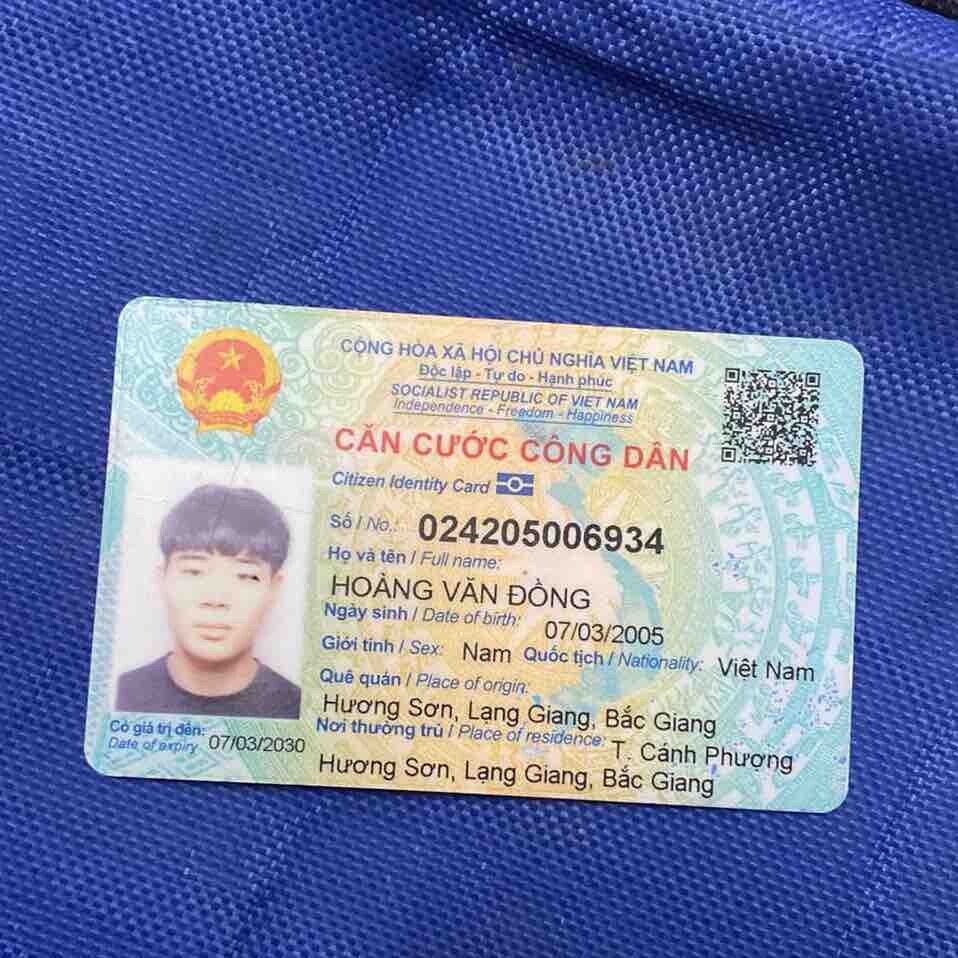 CỘNG HÒA XÃ HỘI CHỦ NGHĨA VIỆT NAM
Độc lập - Tự do - Hạnh phúc
SOCIALIST REPUBLIC OF VIET NAM
Independence - Freedom - Happiness
CĂN CƯỚC CÔNG DÂN
Citizen Identity Card
Số / No.: 024205006934
Họ và tên / Full name:
HOÀNG VĂN ĐỒNG
Ngày sinh / Date of birth: 07/03/2005
Giới tính / Sex: Nam Quốc tịch / Nationality: Việt Nam
Quê quán / Place of origin:
Hương Sơn, Lạng Giang, Bắc Giang
Nơi thường trú / Place of residence: T. Cánh Phượng
Hương Sơn, Lạng Giang, Bắc Giang
Có giá trị đến:
Date of expiry 07/03/2030